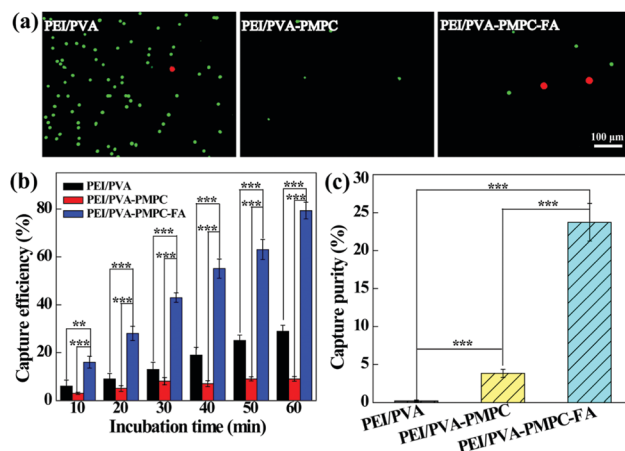 (a)
PEI/PVA
PEI/PVA-PMPC
PEI/PVA-PMPC-FA
100 μm
(b)
PEI/PVA
PEI/PVA-PMPC
PEI/PVA-PMPC-FA
Capture efficiency (%)
80
60
40
20
0
**
***
***
***
***
***
***
***
***
***
***
***
10 20 30 40 50 60
Incubation time (min)
(c)
Capture purity (%)
30
25
20
15
10
5
0
***
***
***
PEI/PVA
PEI/PVA-PMPC
PEI/PVA-PMPC-FA